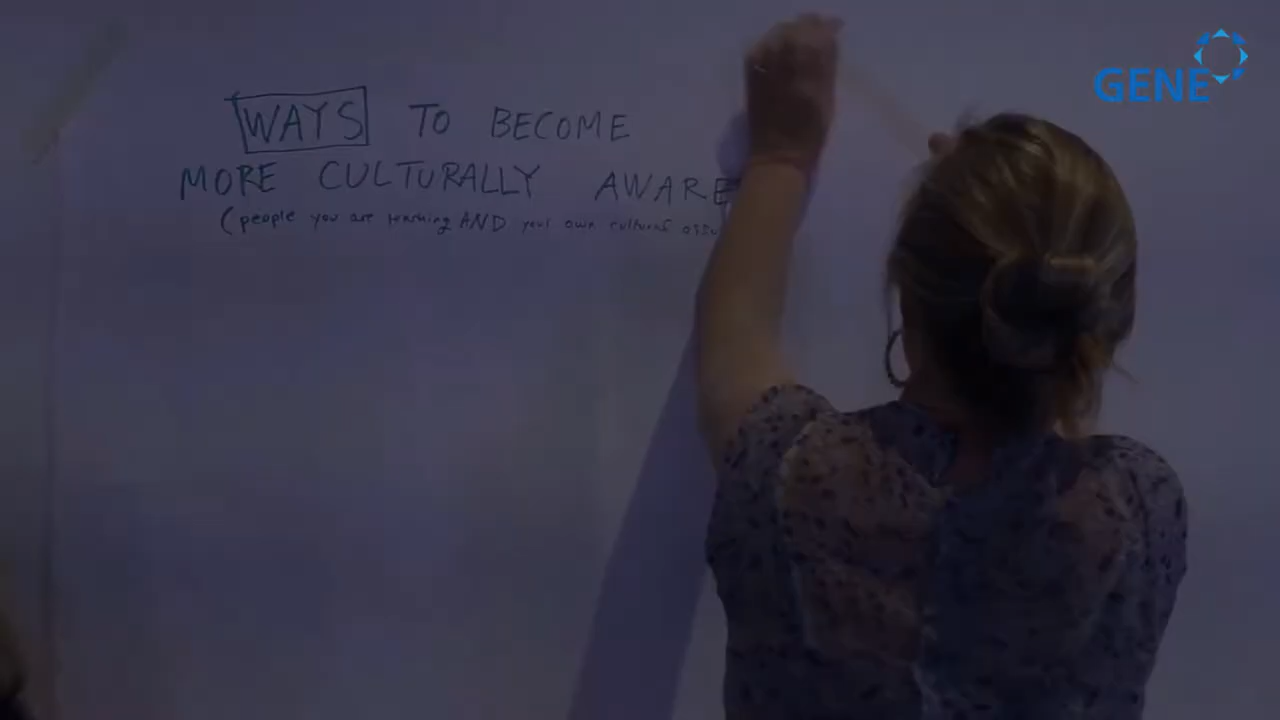 GENE
WAYS TO BECOME
MORE CULTURALLY AWARE
(people you are teaching AND your own cultural